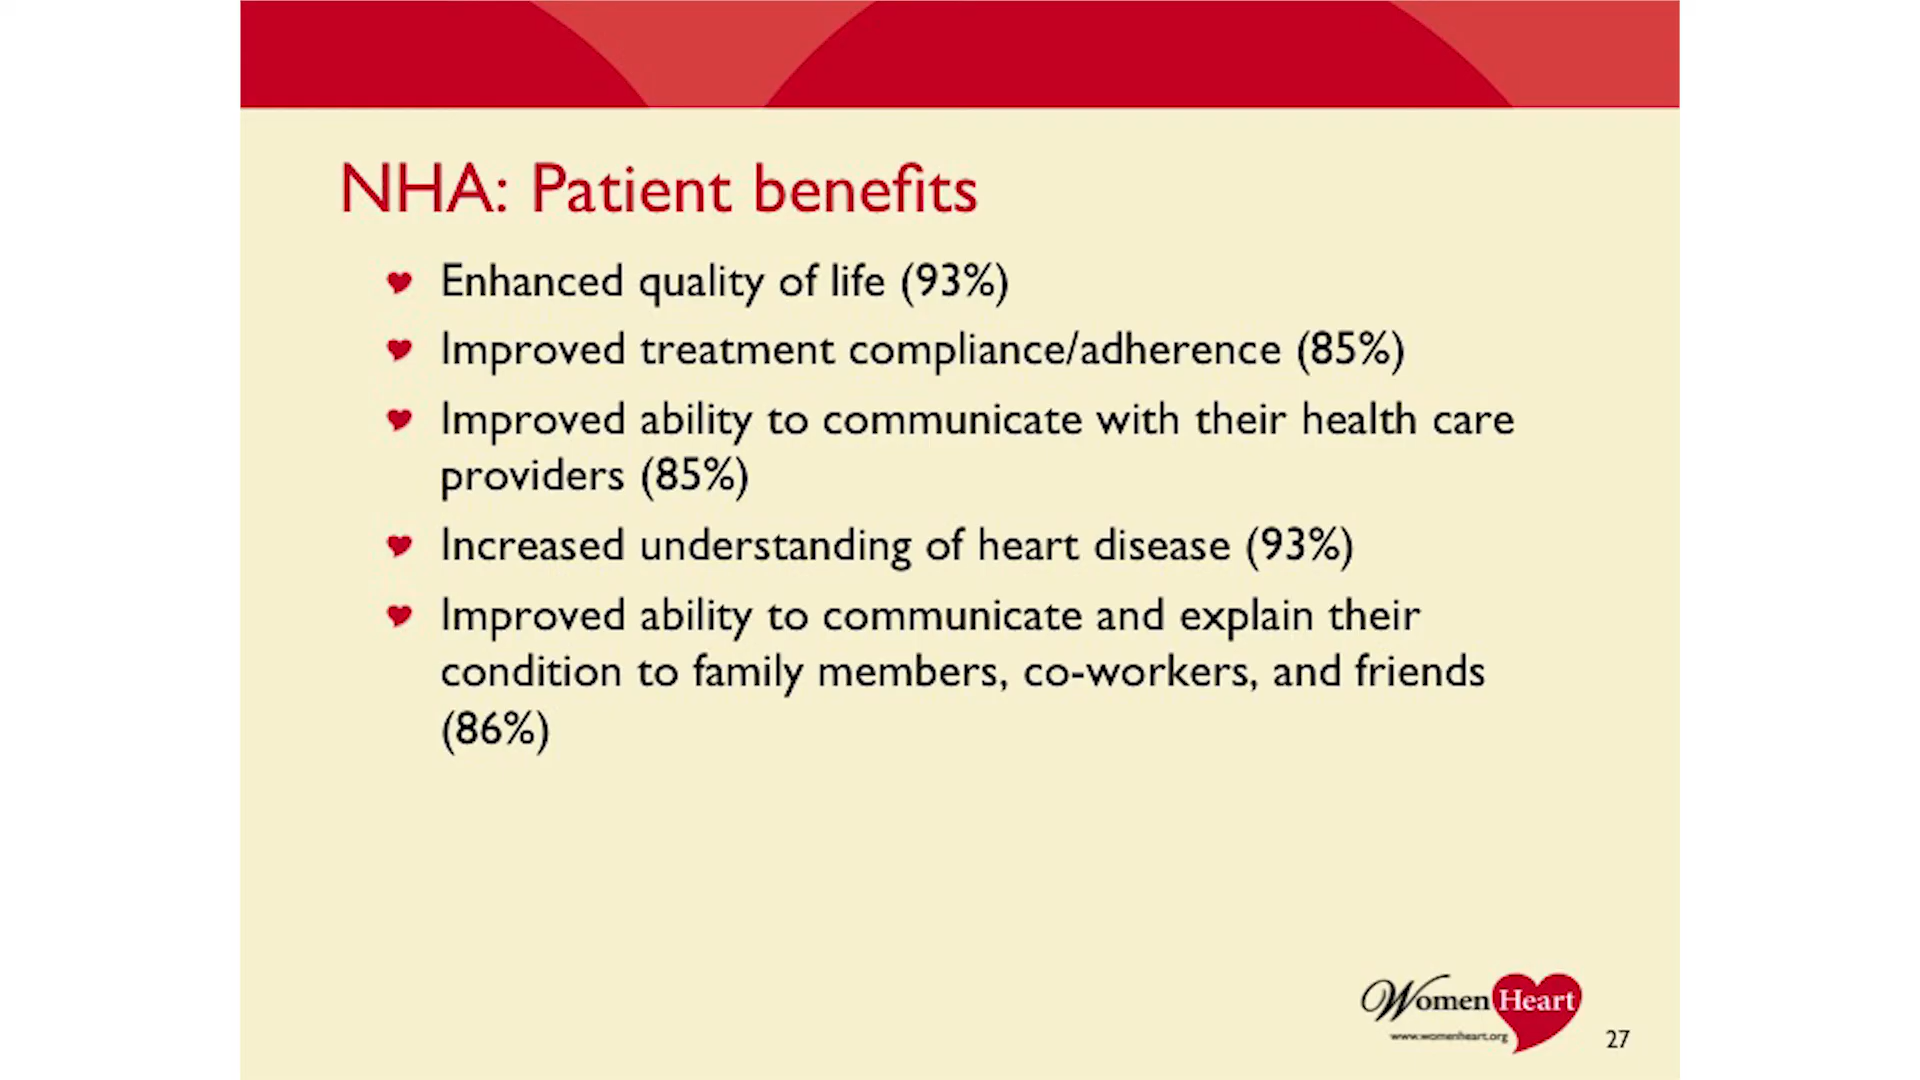 NHA: Patient benefits
Enhanced quality of life (93%)
Improved treatment compliance/adherence (85%)
Improved ability to communicate with their health care
providers (85%)
Increased understanding of heart disease (93%)
Improved ability to communicate and explain their
condition to family members, co-workers, and friends
(86%)
Women Heart
www.womenheart.org
27